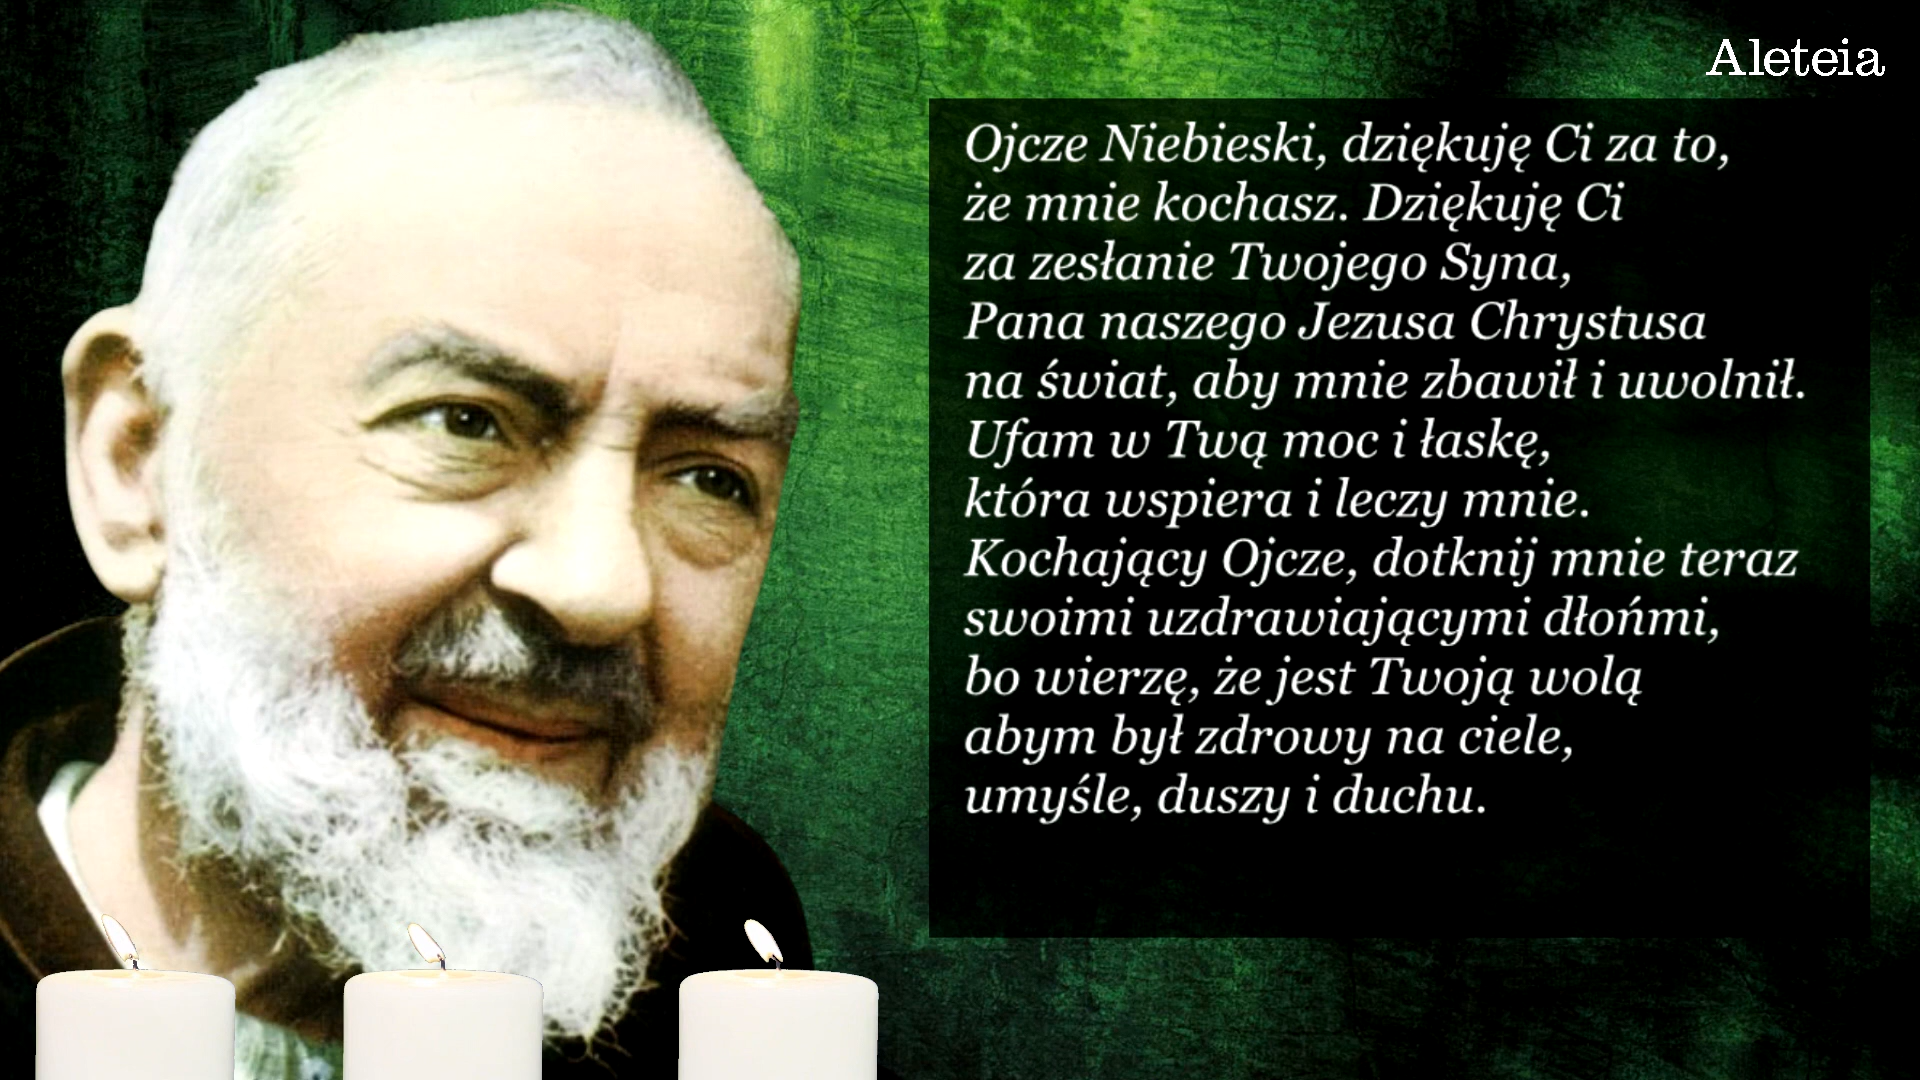 Aleteia
Ojcze Niebieski, dziękuję Ci za to,
że mnie kochasz. Dziękuję Ci
za zesłanie Twojego Syna,
Pana naszego Jezusa Chrystusa
na świat, aby mnie zbawił i uwolnił.
Ufam w Twą moc i łaskę,
która wspiera i leczy mnie.
Kochający Ojcze, dotknij mnie teraz
swoimi uzdrawiającymi dłońmi,
bo wierzę, że jest Twoją wolą
abym był zdrowy na ciele,
umyśle, duszy i duchu.